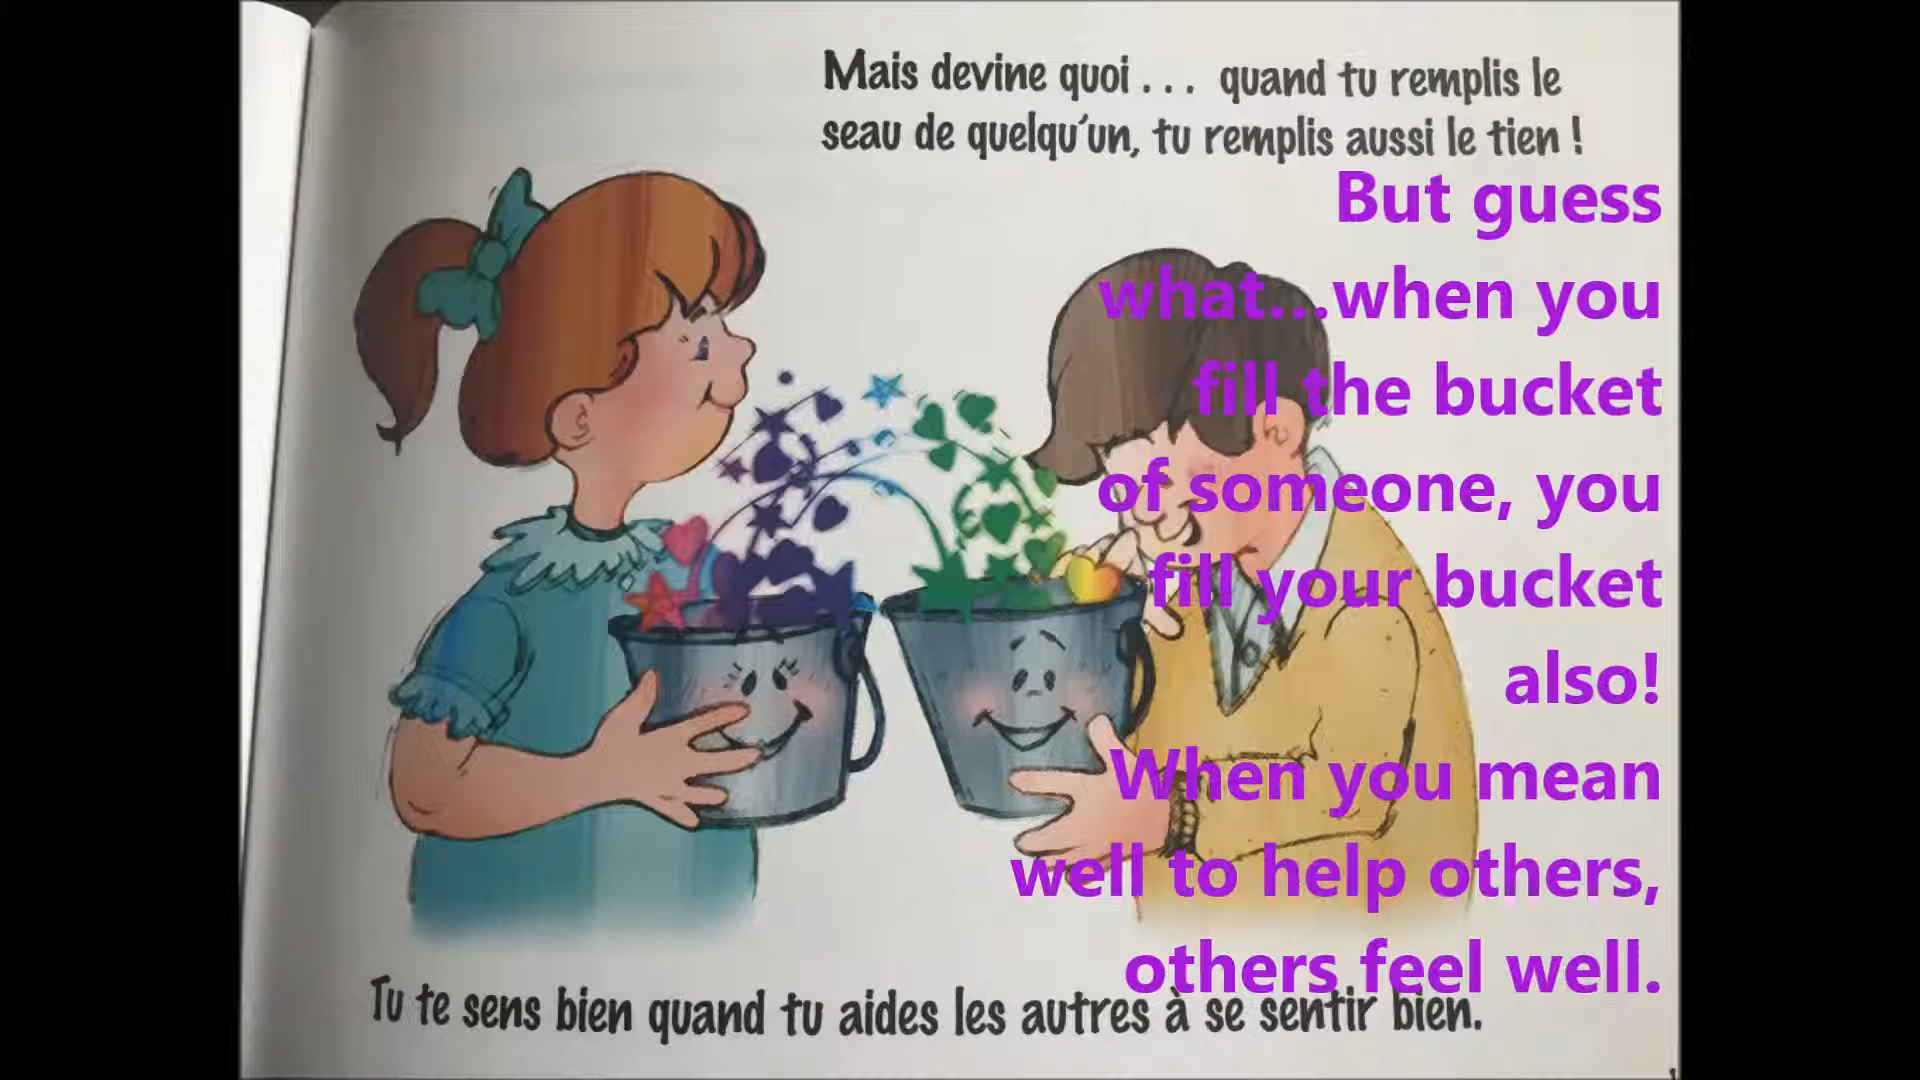 Mais devine quoi . . . quand tu remplis le
seau de quelqu'un, tu remplis aussi le tien !
But guess
what...when you
fill the bucket
of someone, you
fill your bucket
also!
When you mean
well to help others,
others feel well.
Tu te sens bien quand tu aides les autres à se sentir bien.